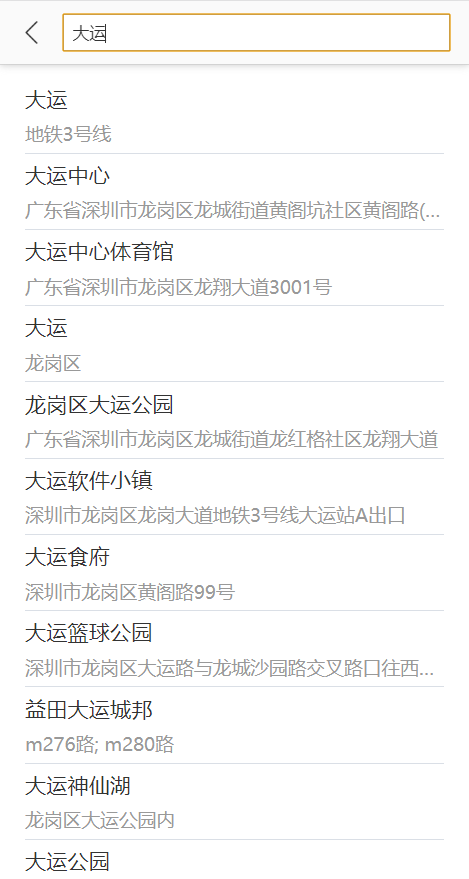 大运
大运
地铁3号线
大运中心
广东省深圳市龙岗区龙城街道黄阁坑社区黄阁路(...
大运中心体育馆
广东省深圳市龙岗区龙翔大道3001号
大运
龙岗区
龙岗区大运公园
广东省深圳市龙岗区龙城街道龙红格社区龙翔大道
大运软件小镇
深圳市龙岗区龙岗大道地铁3号线大运站A出口
大运食府
深圳市龙岗区黄阁路99号
大运篮球公园
深圳市龙岗区大运路与龙城沙园路交叉路口往西...
益田大运城邦
m276路; m280路
大运神仙湖
龙岗区大运公园内
大运公园